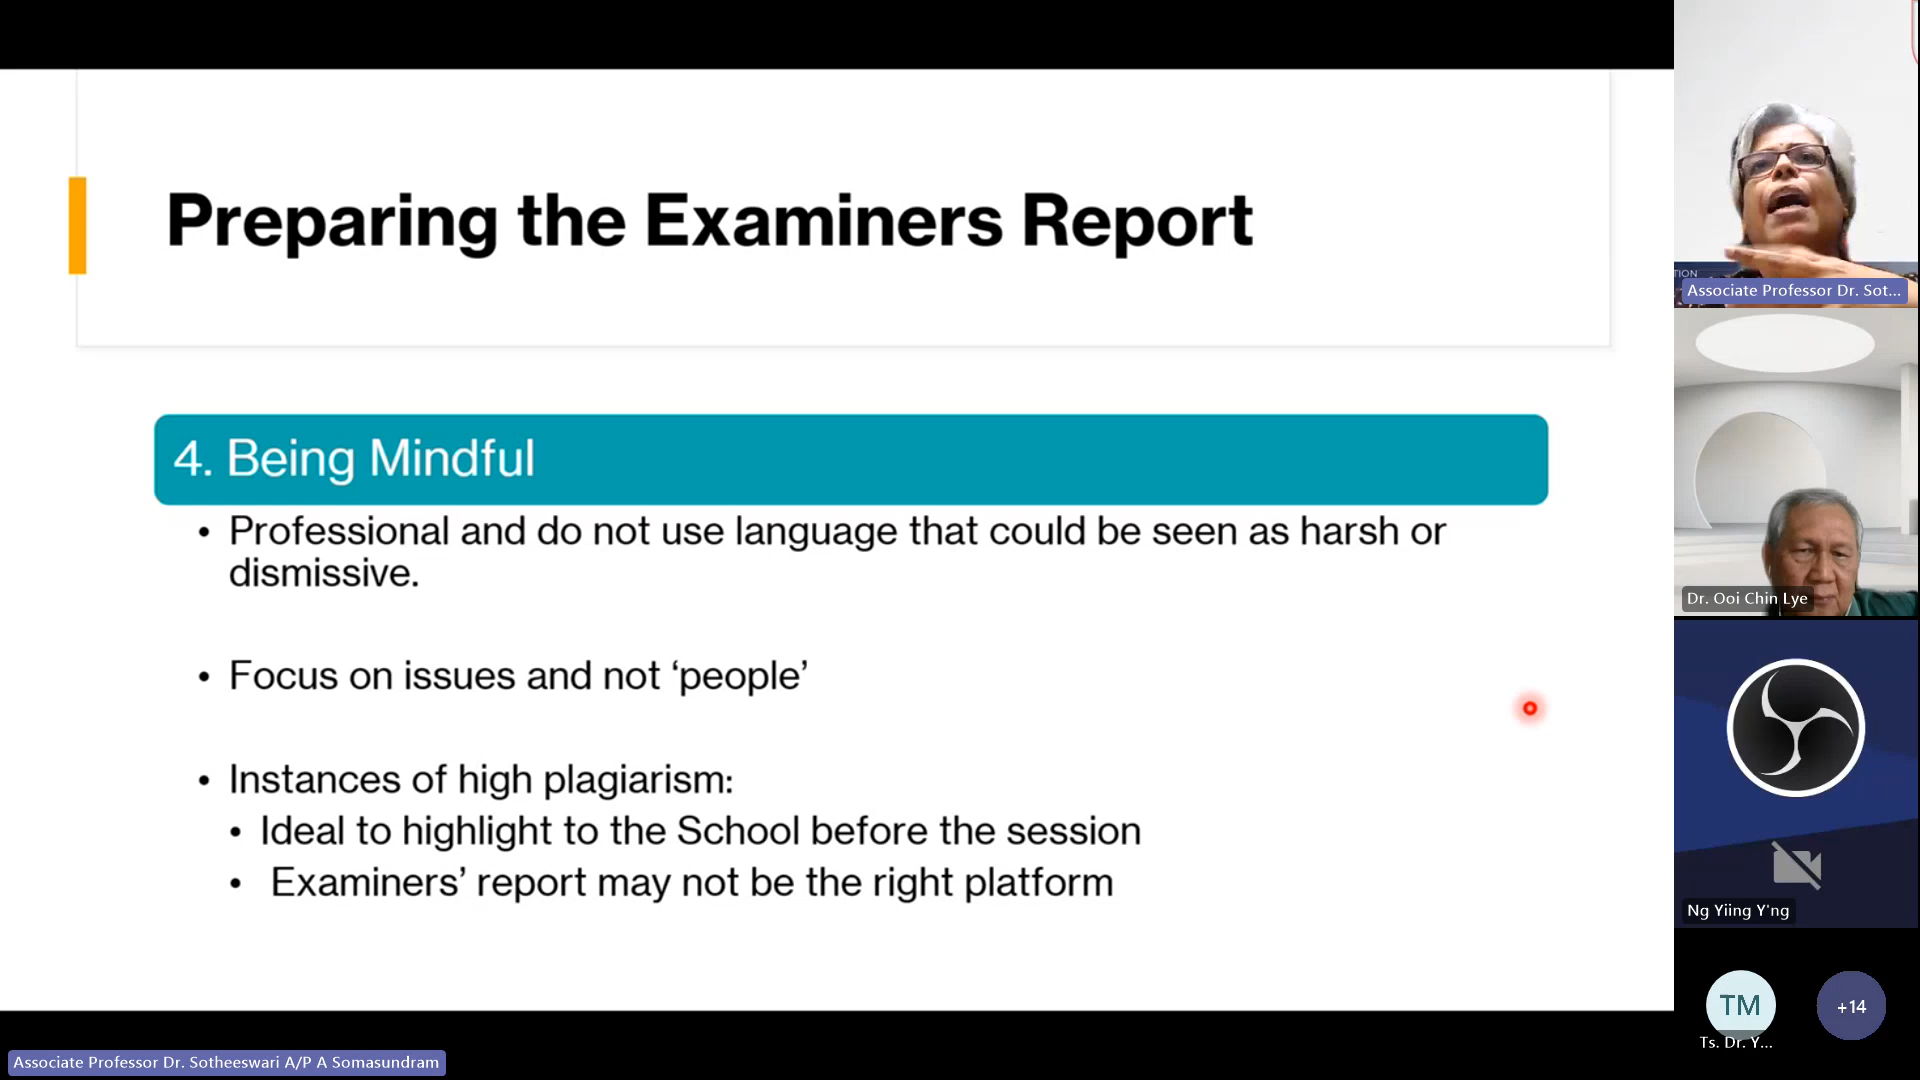 Preparing the Examiners Report
4. Being Mindful
• Professional and do not use language that could be seen as harsh or
dismissive.
• Focus on issues and not ‘people’
• Instances of high plagiarism:
• Ideal to highlight to the School before the session
• Examiners’ report may not be the right platform
TION
Associate Professor Dr. Sot...
Dr. Ooi Chin Lye
Ng Yiing Y'ng
TM
+14
Ts. Dr. Y...
Associate Professor Dr. Sotheeswari A/P A Somasundram